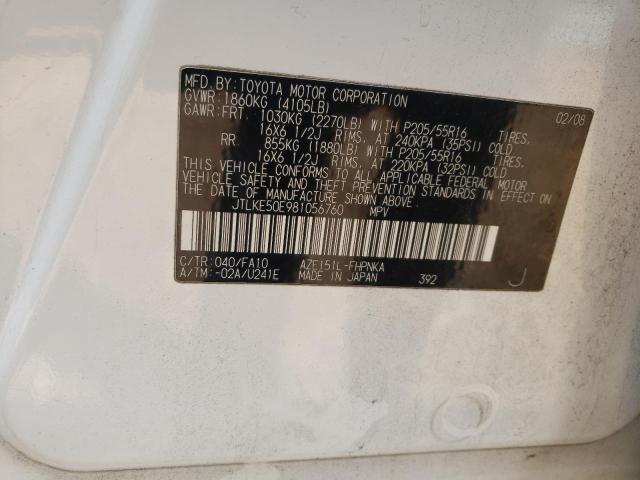 MFD.BY:TOYOTA MOTOR CORPORATION 02/08
GVWR:1860KG (4105LB)
GAWR:FRT 1030KG (2270LB) WITH P205/55R16 TIRES.
16X6 1/2J RIMS. AT 240KPA (35PSI) COLD
RR. 855KG (1880LB) WITH P205/55R16 TIRES.
16X6 1/2J RIMS. AT 220KPA (32PSI) COLD
THIS VEHICLE CONFORMS TO ALL APPLICABLE FEDERAL MOTOR
VEHICLE SAFETY AND THEFT PREVENTION STANDARDS IN EFFECT
ON THE DATE OF MANUFACTURE SHOWN ABOVE.
JTLKE50E981056760 MPV
C/TR:040/FA10 AZE151L-FHPNKA
A/TM:-02A/U241E MADE IN JAPAN 392 J